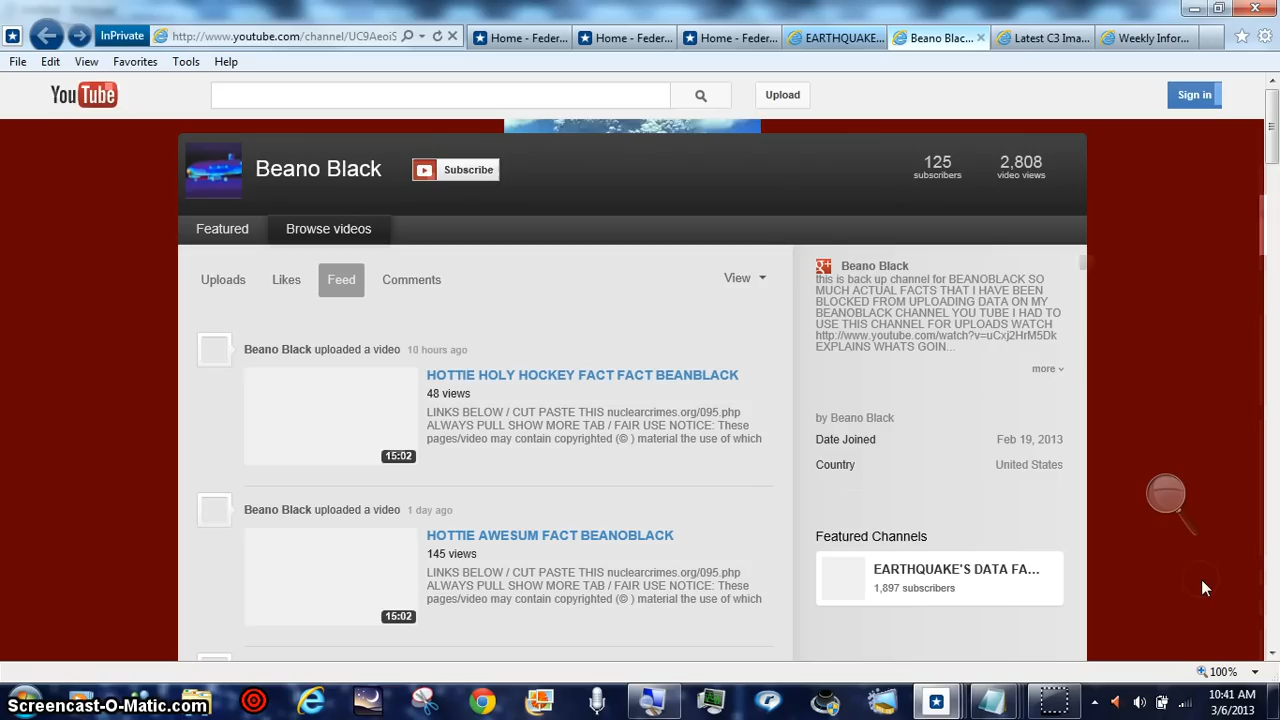 InPrivate
http://www.youtube.com/channel/UC9AeoiS
Home - Feder...
Home - Feder...
Home - Feder...
EARTHQUAKE...
Beano Blac...
Latest C3 Ima...
Weekly Infor...
File Edit View Favorites Tools Help
YouTube
Upload
Sign in
Beano Black
Subscribe
125
subscribers
2,808
video views
Featured
Browse videos
Uploads Likes Feed Comments
View
Beano Black uploaded a video 10 hours ago
HOTTIE HOLY HOCKEY FACT FACT BEANBLACK
48 views
LINKS BELOW / CUT PASTE THIS nuclearcrimes.org/095.php
ALWAYS PULL SHOW MORE TAB / FAIR USE NOTICE: These
pages/video may contain copyrighted (© ) material the use of which
15:02
Beano Black uploaded a video 1 day ago
HOTTIE AWESUM FACT BEANOBLACK
145 views
LINKS BELOW / CUT PASTE THIS nuclearcrimes.org/095.php
ALWAYS PULL SHOW MORE TAB / FAIR USE NOTICE: These
pages/video may contain copyrighted (© ) material the use of which
15:02
Beano Black
this is back up channel for BEANOBLACK SO
MUCH ACTUAL FACTS THAT I HAVE BEEN
BLOCKED FROM UPLOADING DATA ON MY
BEANOBLACK CHANNEL YOU TUBE I HAD TO
USE THIS CHANNEL FOR UPLOADS WATCH
http://www.youtube.com/watch?v=uCxj2HrM5Dk
EXPLAINS WHATS GOIN...
more
by Beano Black
Date Joined Feb 19, 2013
Country United States
Featured Channels
EARTHQUAKE'S DATA FA...
1,897 subscribers
100%
Screencast-O-Matic.com
10:41 AM
3/6/2013